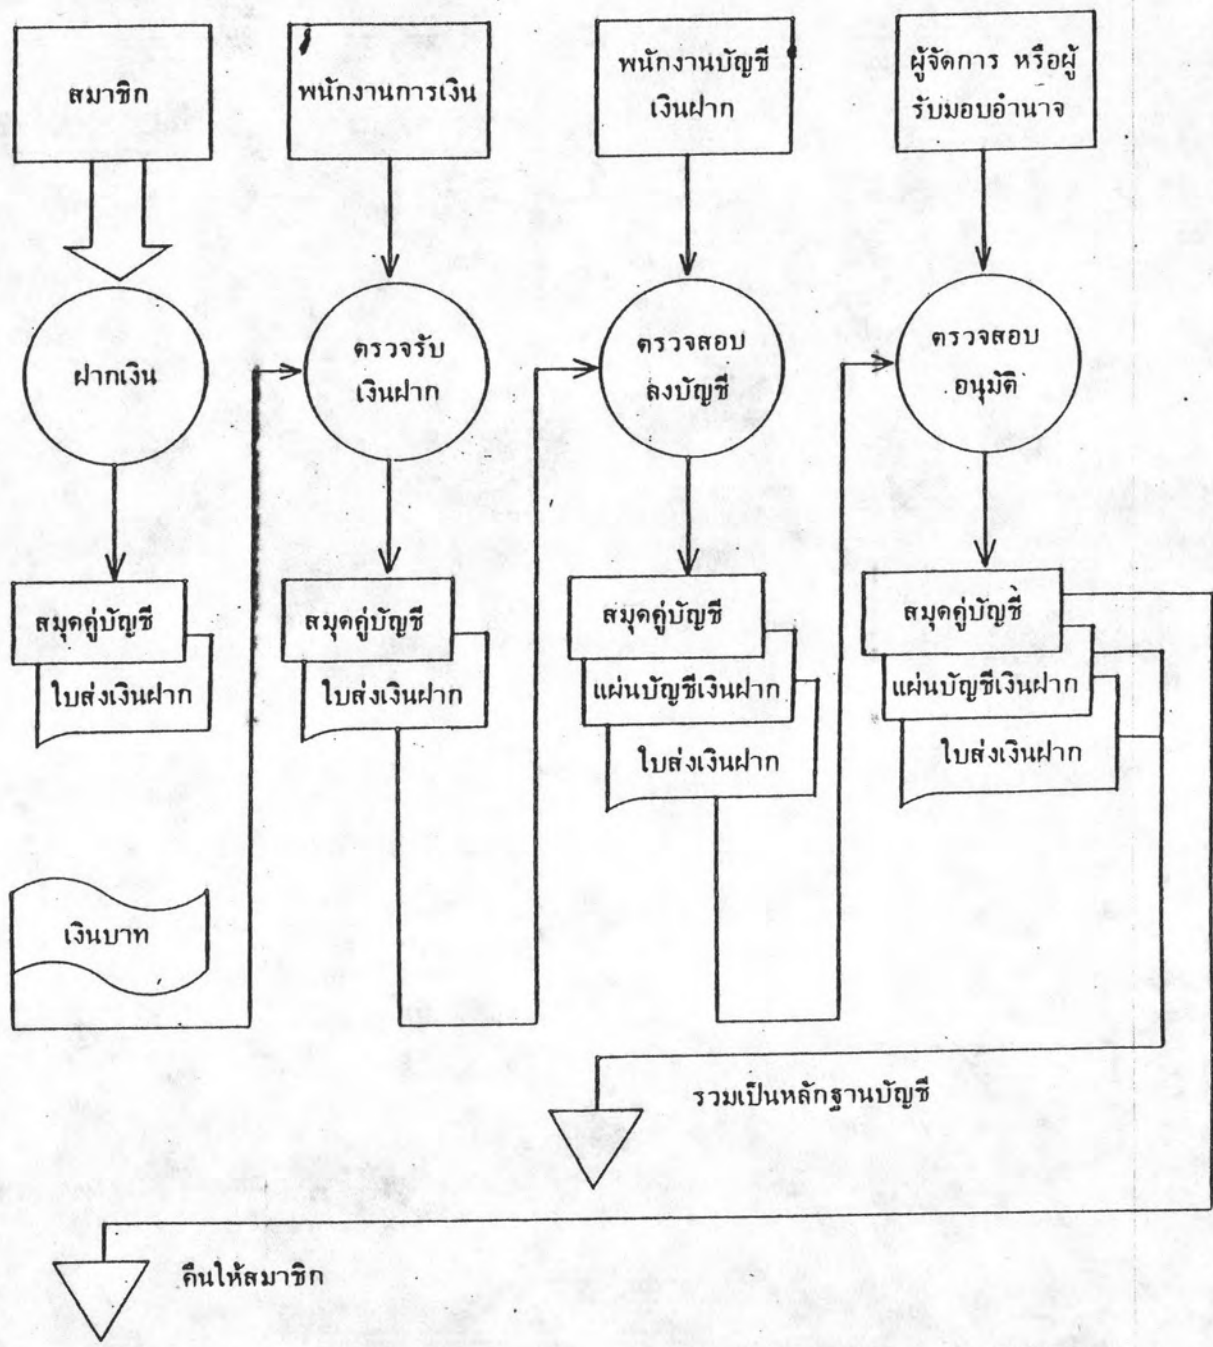 สมาชิก
พนักงานการเงิน
พนักงานบัญชี
เงินฝาก
ผู้จัดการ หรือผู้
รับมอบอำนาจ
ฝากเงิน
ตรวจรับ
เงินฝาก
ตรวจสอบ
ลงบัญชี
ตรวจสอบ
อนุมัติ
สมุดคู่บัญชี
ใบส่งเงินฝาก
สมุดคู่บัญชี
ใบส่งเงินฝาก
สมุดคู่บัญชี
แผ่นบัญชีเงินฝาก
ใบส่งเงินฝาก
สมุดคู่บัญชี
แผ่นบัญชีเงินฝาก
ใบส่งเงินฝาก
เงินบาท
รวมเป็นหลักฐานบัญชี
คืนให้สมาชิก